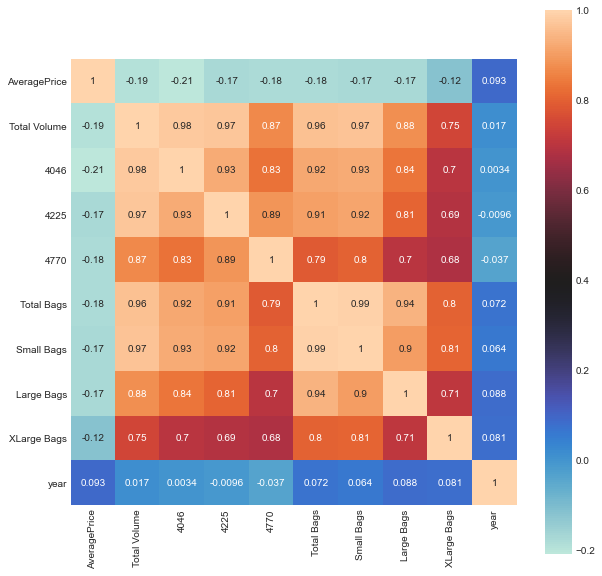 AveragePrice 1 -0.19 -0.21 -0.17 -0.18 -0.18 -0.17 -0.17 -0.12 0.093
Total Volume -0.19 1 0.98 0.97 0.87 0.96 0.97 0.88 0.75 0.017
4046 -0.21 0.98 1 0.93 0.83 0.92 0.93 0.84 0.7 0.0034
4225 -0.17 0.97 0.93 1 0.89 0.91 0.92 0.81 0.69 -0.0096
4770 -0.18 0.87 0.83 0.89 1 0.79 0.8 0.7 0.68 -0.037
Total Bags -0.18 0.96 0.92 0.91 0.79 1 0.99 0.94 0.8 0.072
Small Bags -0.17 0.97 0.93 0.92 0.8 0.99 1 0.9 0.81 0.064
Large Bags -0.17 0.88 0.84 0.81 0.7 0.94 0.9 1 0.71 0.088
XLarge Bags -0.12 0.75 0.7 0.69 0.68 0.8 0.81 0.71 1 0.081
year 0.093 0.017 0.0034 -0.0096 -0.037 0.072 0.064 0.088 0.081 1
AveragePrice
Total Volume
4046
4225
4770
Total Bags
Small Bags
Large Bags
XLarge Bags
year
1.0
0.8
0.6
0.4
0.2
0.0
−0.2